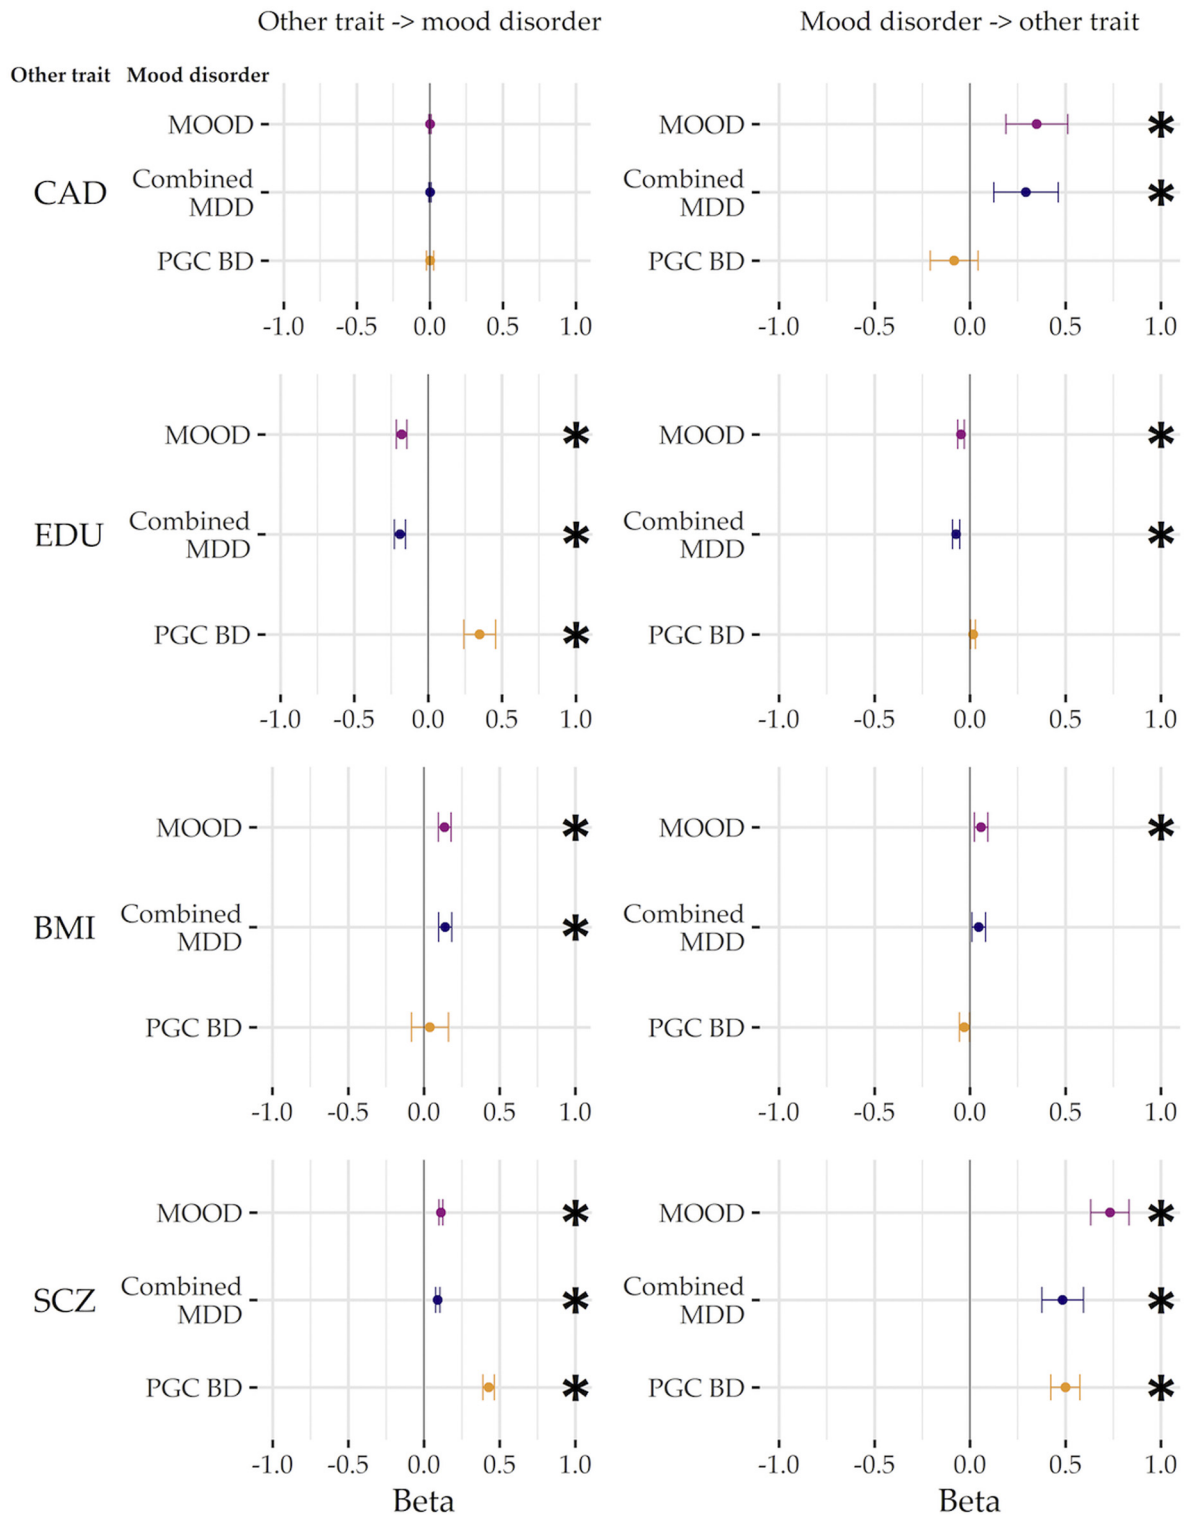 Other trait -> mood disorder Mood disorder -> other trait
Other trait Mood disorder
CAD
MOOD
Combined
MDD
PGC BD
-1.0 -0.5 0.0 0.5 1.0
MOOD *
Combined
MDD *
PGC BD
-1.0 -0.5 0.0 0.5 1.0
EDU
MOOD *
Combined
MDD *
PGC BD *
-1.0 -0.5 0.0 0.5 1.0
MOOD *
Combined
MDD *
PGC BD
-1.0 -0.5 0.0 0.5 1.0
BMI
MOOD *
Combined
MDD *
PGC BD
-1.0 -0.5 0.0 0.5 1.0
MOOD *
Combined
MDD
PGC BD
-1.0 -0.5 0.0 0.5 1.0
SCZ
MOOD *
Combined
MDD *
PGC BD *
-1.0 -0.5 0.0 0.5 1.0
Beta
MOOD *
Combined
MDD *
PGC BD *
-1.0 -0.5 0.0 0.5 1.0
Beta